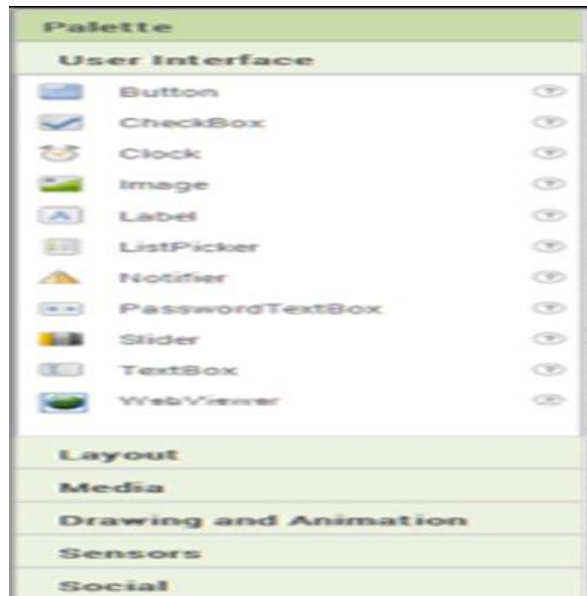 Palette
User Interface
Button
CheckBox
Clock
Image
Label
ListPicker
Notifier
PasswordTextBox
Slider
TextBox
WebViewer
Layout
Media
Drawing and Animation
Sensors
Social